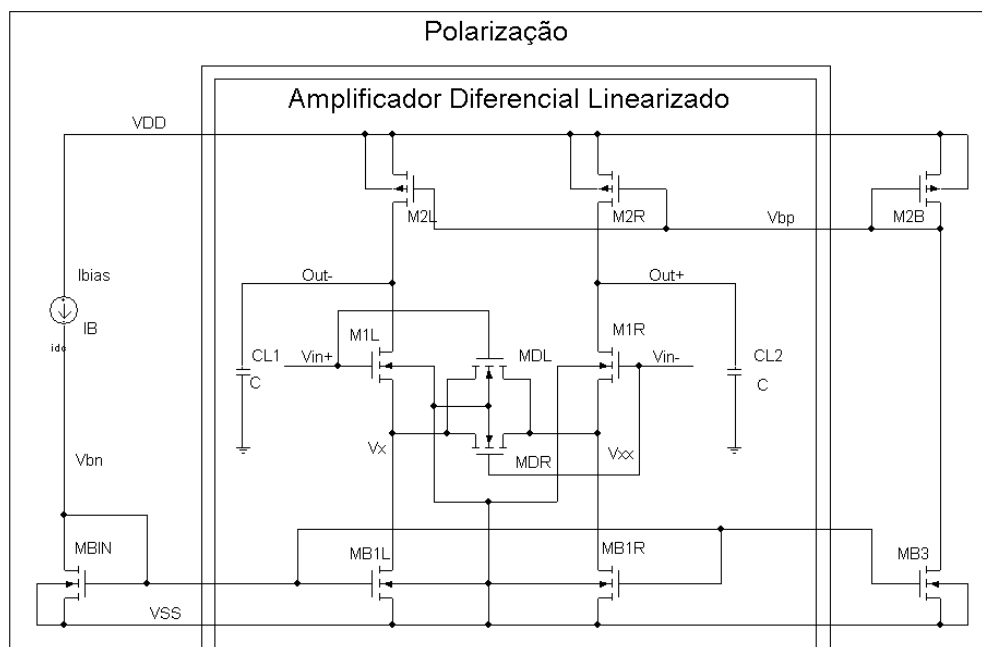 Polarização
Amplificador Diferencial Linearizado
VDD
M2L
M2R
Vbp
M2B
Ibias
IB
idc
Out-
Out+
M1L
M1R
MDL
CL1
C
Vin+
Vin-
CL2
C
Vx
Vxx
MDR
Vbn
MBIN
MB1L
MB1R
MB3
VSS